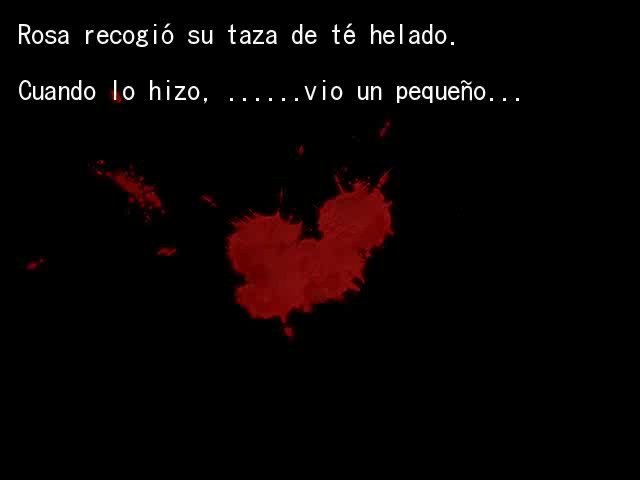 Rosa recogió su taza de té helado.
Cuando lo hizo, ......vio un pequeño...